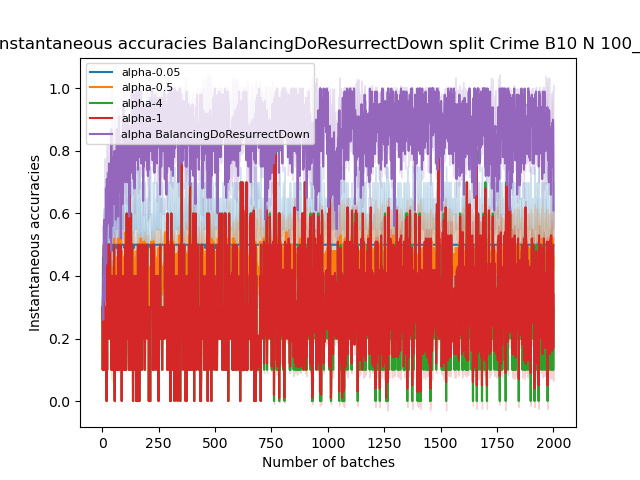 nstantaneous accuracies BalancingDoResurrectDown split Crime B10 N 100_
1.0
0.8
0.6
0.4
0.2
0.0
Instantaneous accuracies
alpha-0.05
alpha-0.5
alpha-4
alpha-1
alpha BalancingDoResurrectDown
0 250 500 750 1000 1250 1500 1750 2000
Number of batches